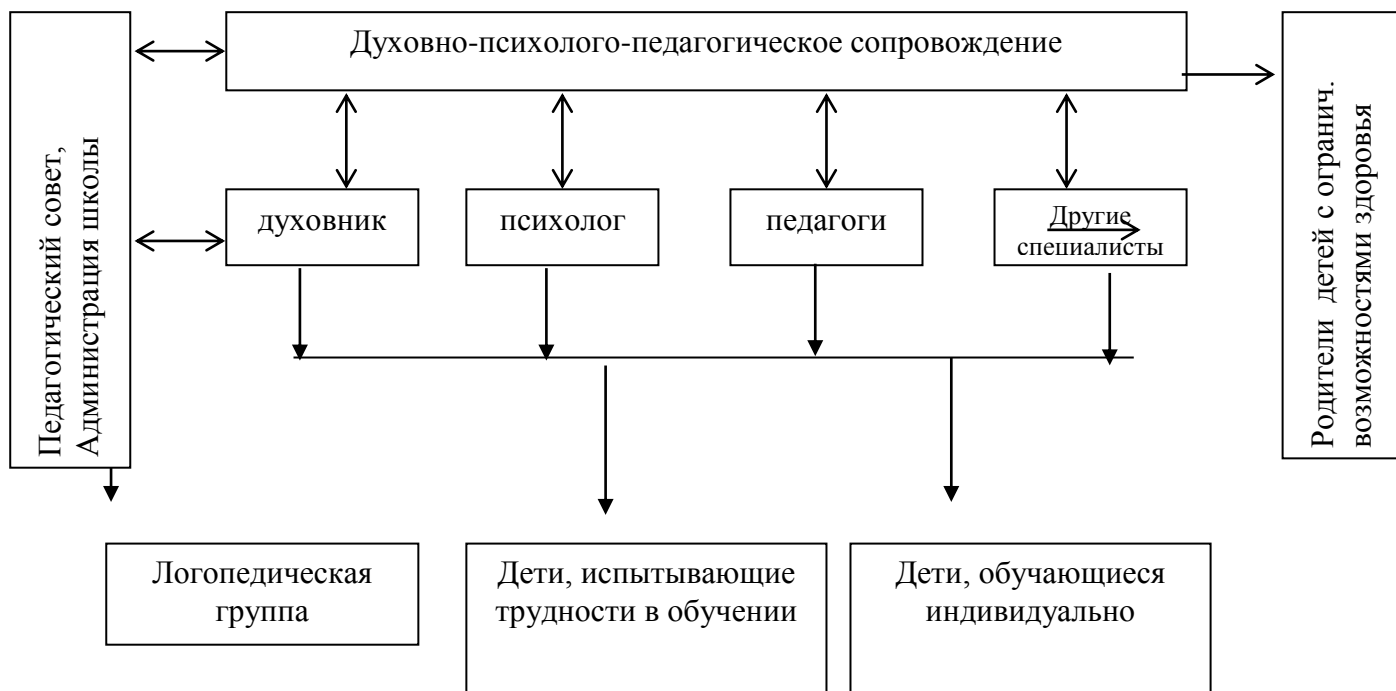 Духовно-психолого-педагогическое сопровождение
Педагогический совет,
Администрация школы
духовник
психолог
педагоги
Другие
специалисты
Родители детей с огранич.
возможностями здоровья
Логопедическая
группа
Дети, испытывающие
трудности в обучении
Дети, обучающиеся
индивидуально